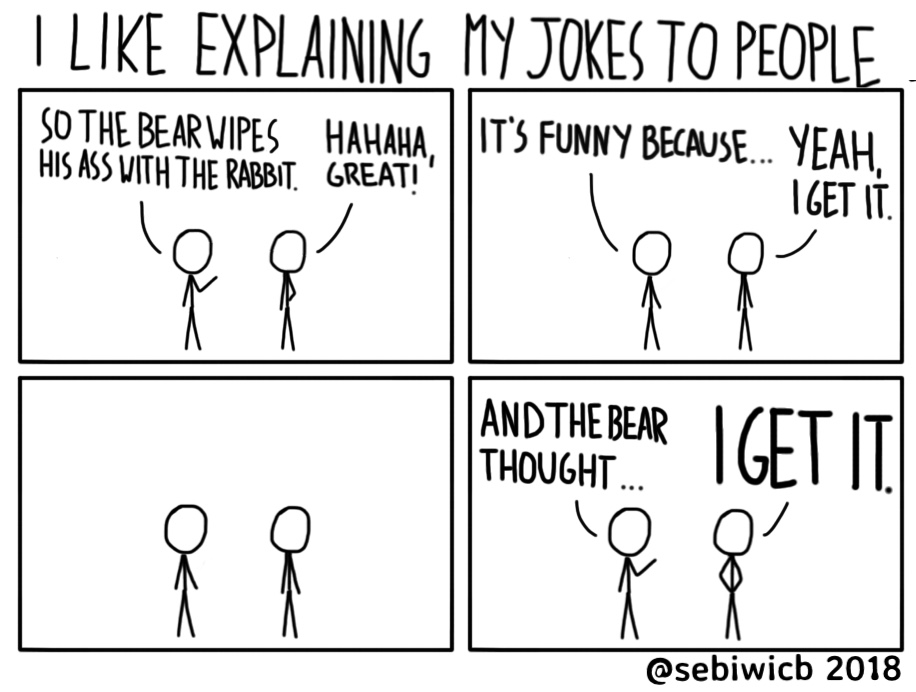 I LIKE EXPLAINING MY JOKES TO PEOPLE
SO THE BEAR WIPES
HIS ASS WITH THE RABBIT.
HAHAHA,
GREAT!
IT'S FUNNY BECAUSE...
YEAH,
I GET IT.
AND THE BEAR
THOUGHT...
I GET IT.
@sebiwicb 2018